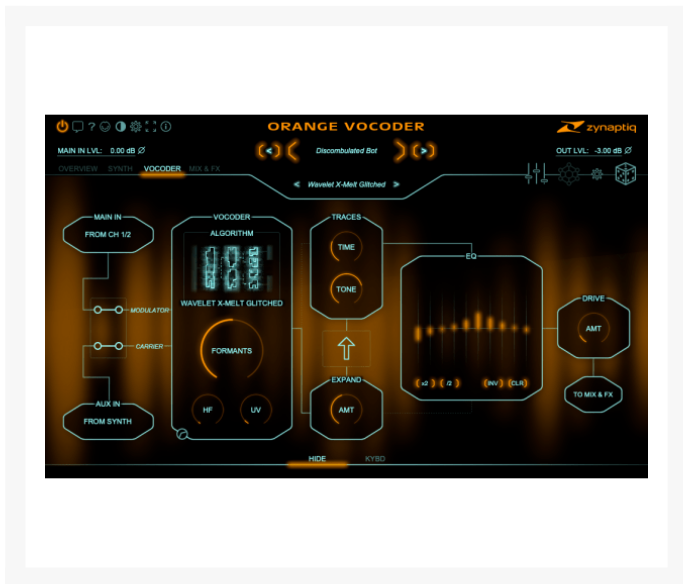 ORANGE VOCODER
zynaptiq
MAIN IN LVL: 0.00 dB Ø
Discombulated Bot
OUT LVL: -3.00 dB Ø
OVERVIEW SYNTH VOCODER MIX & FX
Wavelet X-Melt Glitched
MAIN IN
FROM CH 1/2
VOCODER
ALGORITHM
WAVELET X-MELT GLITCHED
FORMANTS
HF
UV
MODULATOR
CARRIER
AUX IN
FROM SYNTH
TRACES
TIME
TONE
EXPAND
AMT
EQ
x2
/2
INV
CLR
DRIVE
AMT
TO MIX & FX
HIDE
KYBD